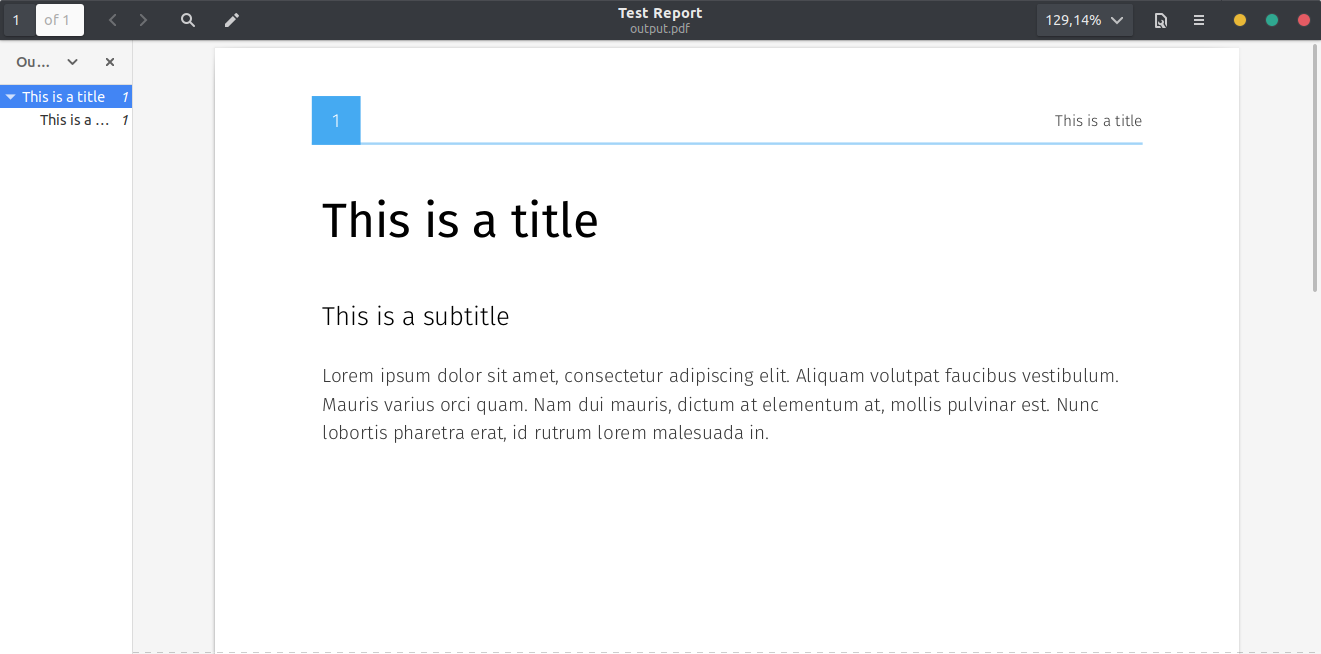 1 of 1
Test Report
output.pdf
129,14%
Ou...
This is a title 1
This is a ... 1
1
This is a title
This is a title
This is a subtitle
Lorem ipsum dolor sit amet, consectetur adipiscing elit. Aliquam volutpat faucibus vestibulum.
Mauris varius orci quam. Nam dui mauris, dictum at elementum at, mollis pulvinar est. Nunc
lobortis pharetra erat, id rutrum lorem malesuada in.